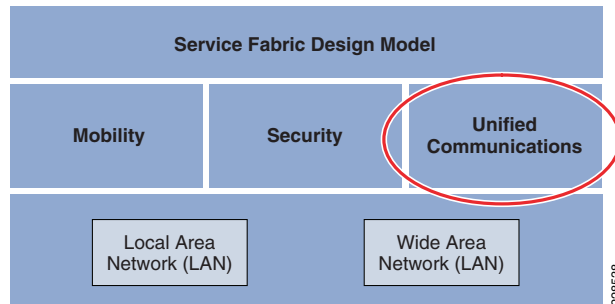 Service Fabric Design Model
Mobility
Security
Unified
Communications
Local Area
Network (LAN)
Wide Area
Network (LAN)